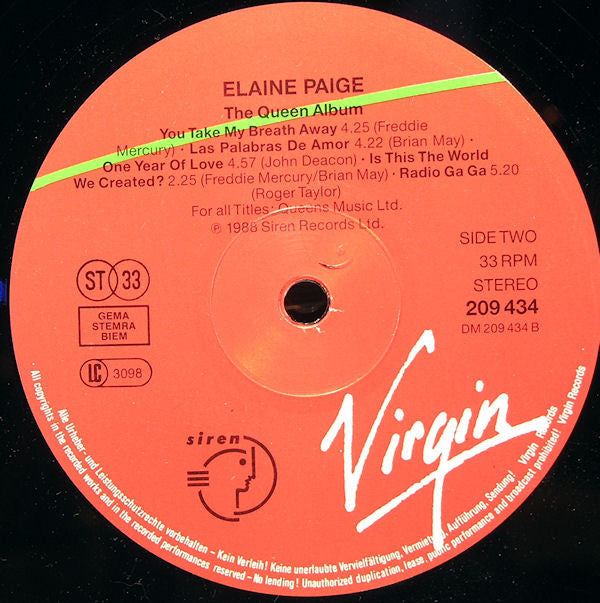 ELAINE PAIGE
The Queen Album
You Take My Breath Away 4.25 (Freddie
Mercury) · Las Palabras De Amor 4.22 (Brian May) ·
One Year Of Love 4.57 (John Deacon) · Is This The World
We Created? 2.25 (Freddie Mercury/Brian May) · Radio Ga Ga 5.20
(Roger Taylor)
For all Titles: Queens Music Ltd.
℗ 1988 Siren Records Ltd.
SIDE TWO
33 RPM
STEREO
209 434
DM 209 434 B
ST 33
GEMA
STEMRA
BIEM
LC 3098
siren
Virgin
Alle Urheber- und Leistungsschutzrechte vorbehalten – Kein Verleih! Keine unerlaubte Vervielfältigung, Vermietung, Aufführung, Sendung! Virgin Records
All copyrights in the recorded works and in the recorded performances reserved – No lending! Unauthorized duplication, lease, public performance and broadcast prohibited! Virgin Records